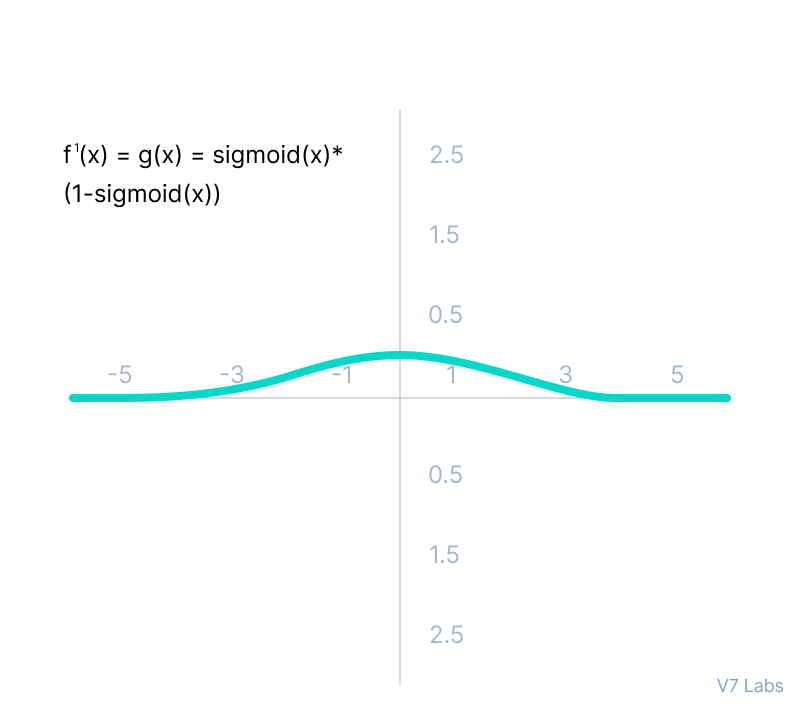 f¹(x) = g(x) = sigmoid(x)*
(1-sigmoid(x))
2.5
1.5
0.5
-5 -3 -1 1 3 5
0.5
1.5
2.5
V7 Labs